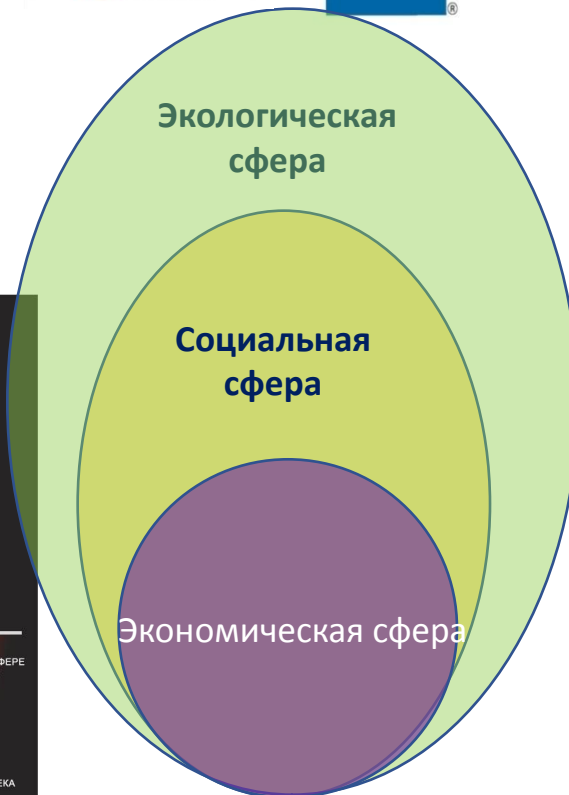 ®
Экологическая
сфера
Социальная
сфера
Экономическая сфера
ФЕРЕ
ЕКА